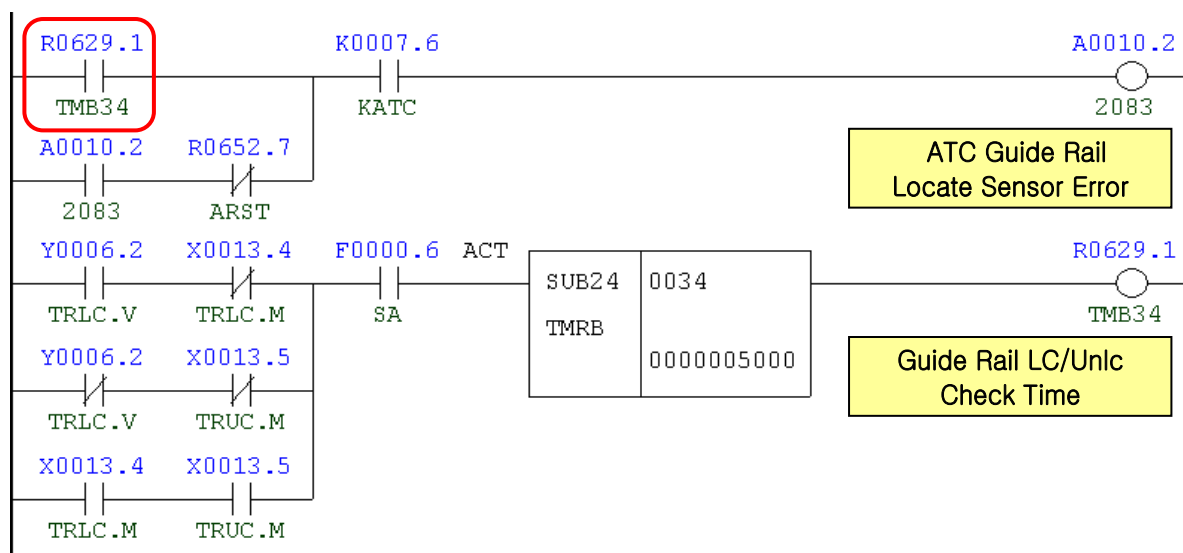 R0629.1 K0007.6 A0010.2
TMB34 KATC 2083
A0010.2 R0652.7
2083 ARST
ATC Guide Rail
Locate Sensor Error
Y0006.2 X0013.4 F0000.6 ACT R0629.1
SUB24 0034
TRLC.V TRLC.M SA TMRB TMB34
Y0006.2 X0013.5 0000005000
TRLC.V TRUC.M
Guide Rail LC/Unlc
Check Time
X0013.4 X0013.5
TRLC.M TRUC.M